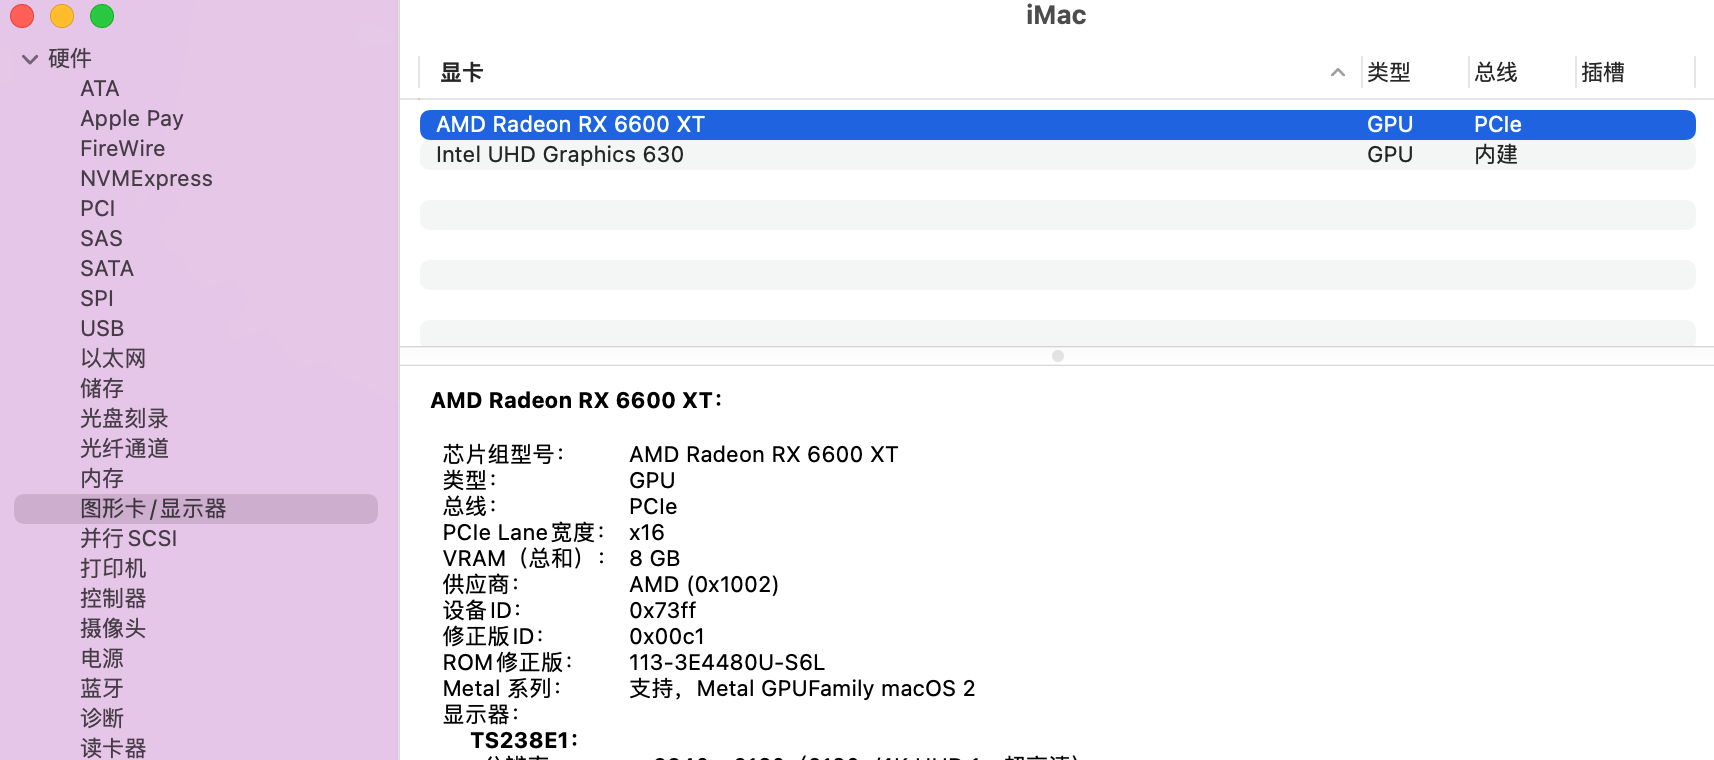 iMac
硬件
ATA
Apple Pay
FireWire
NVMExpress
PCI
SAS
SATA
SPI
USB
以太网
储存
光盘刻录
光纤通道
内存
图形卡/显示器
并行SCSI
打印机
控制器
摄像头
电源
蓝牙
诊断
读卡器
显卡 类型 总线 插槽
AMD Radeon RX 6600 XT GPU PCIe
Intel UHD Graphics 630 GPU 内建
AMD Radeon RX 6600 XT：
芯片组型号： AMD Radeon RX 6600 XT
类型： GPU
总线： PCIe
PCIe Lane宽度： x16
VRAM（总和）： 8 GB
供应商： AMD (0x1002)
设备ID： 0x73ff
修正版ID： 0x00c1
ROM修正版： 113-3E4480U-S6L
Metal 系列： 支持，Metal GPUFamily macOS 2
显示器：
TS238E1：